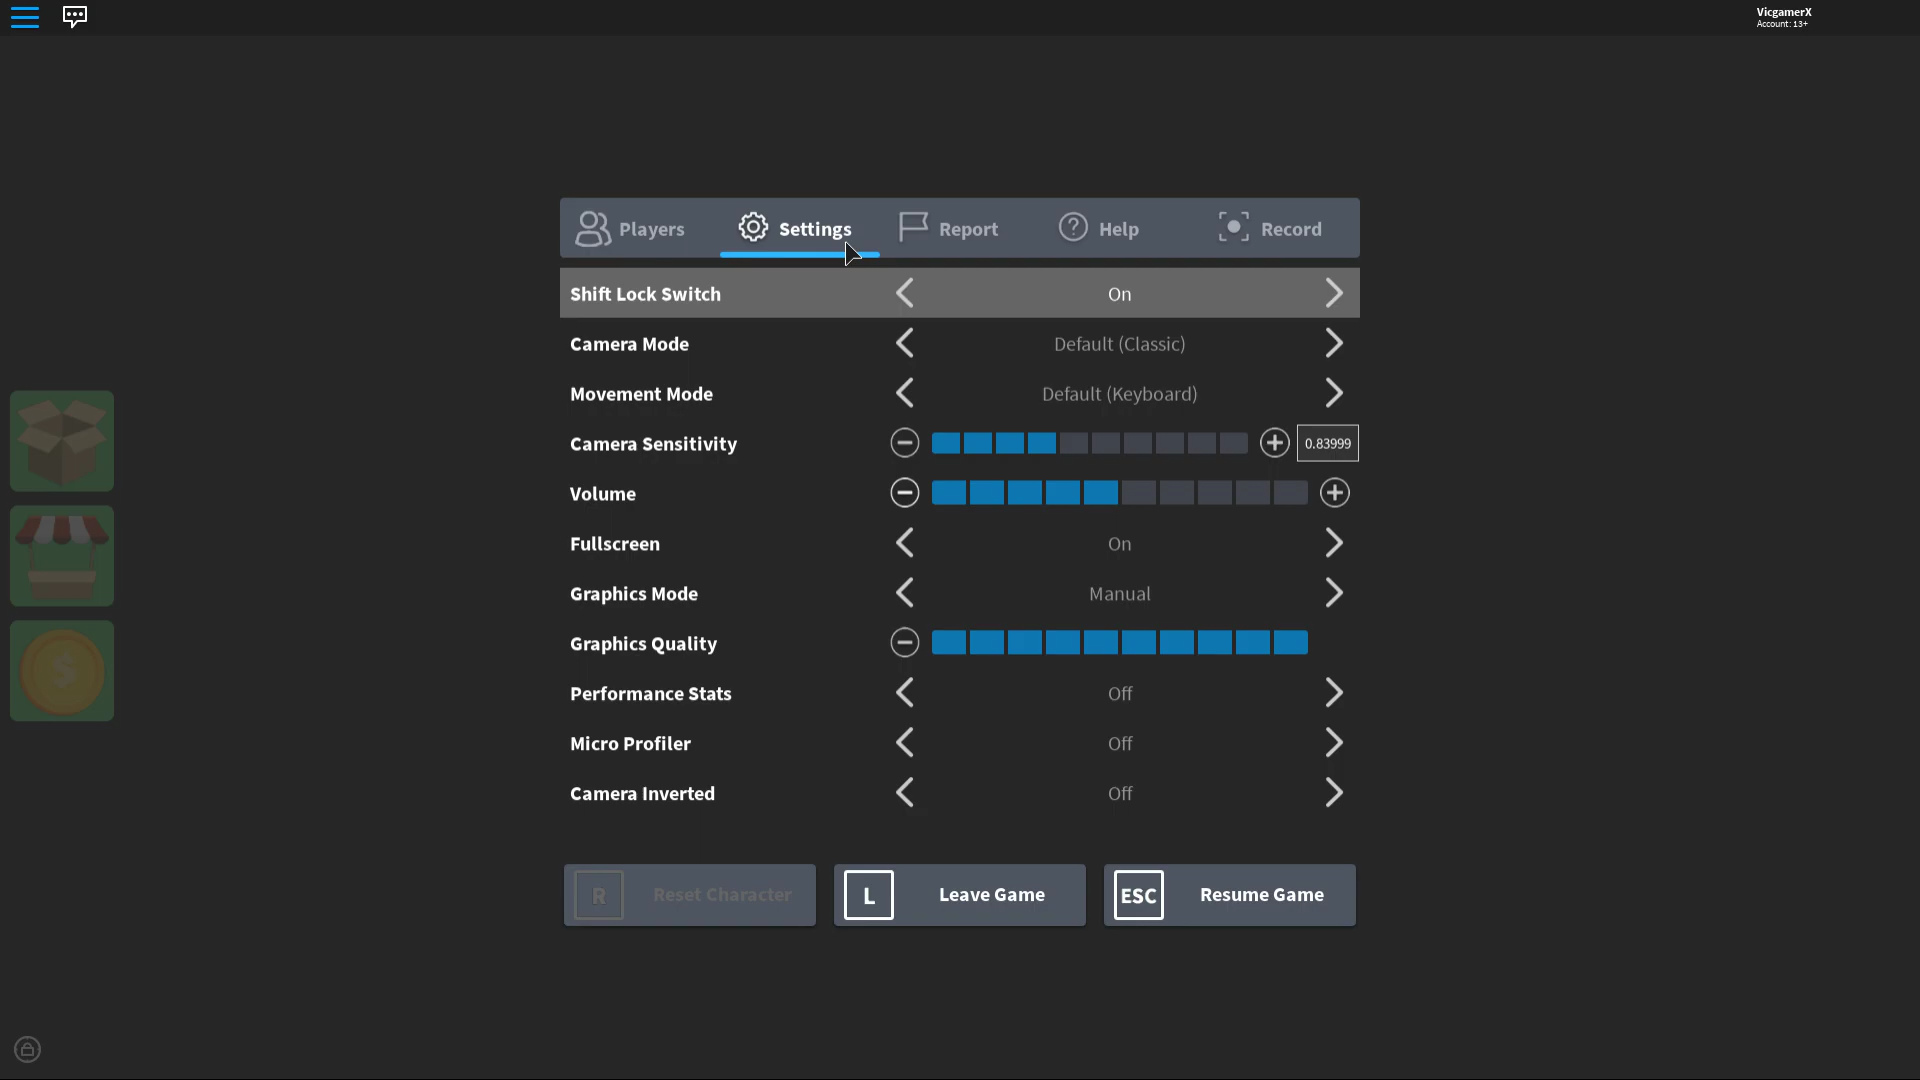 VicgamerX
Account: 13+
Players Settings Report Help Record
Shift Lock Switch On
Camera Mode Default (Classic)
Movement Mode Default (Keyboard)
Camera Sensitivity 0.83999
Volume
Fullscreen On
Graphics Mode Manual
Graphics Quality
Performance Stats Off
Micro Profiler Off
Camera Inverted Off
R Reset Character L Leave Game ESC Resume Game